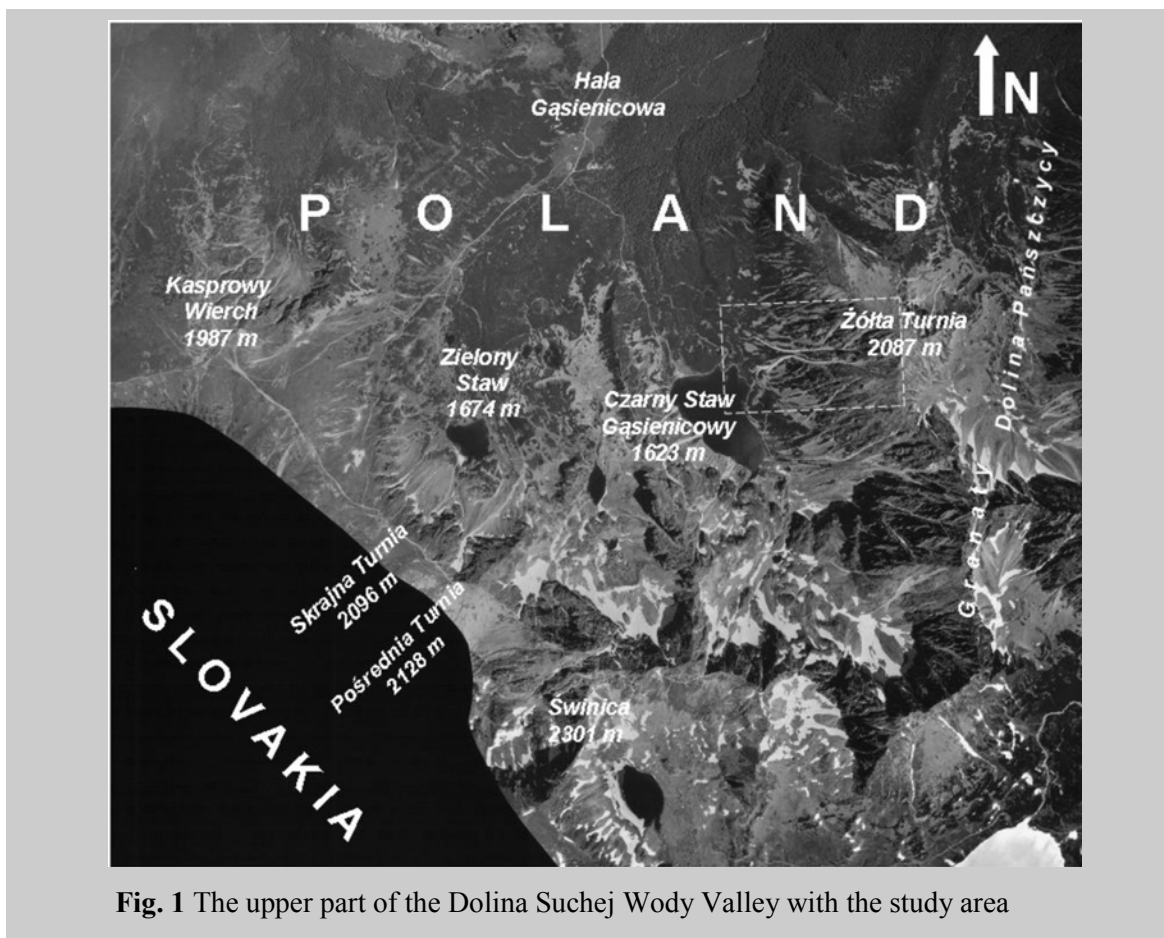 Hala
Gąsienicowa
N
P O L A N D
Dolina Pańszczycy
Kasprowy
Wierch
1987 m
Żółta Turnia
2087 m
Zielony
Staw
1674 m
Czarny Staw
Gąsienicowy
1623 m
Granaty
Skrajna Turnia
2096 m
Pośrednia Turnia
2128 m
SLOVAKIA
Świnica
2301 m
Fig. 1 The upper part of the Dolina Suchej Wody Valley with the study area